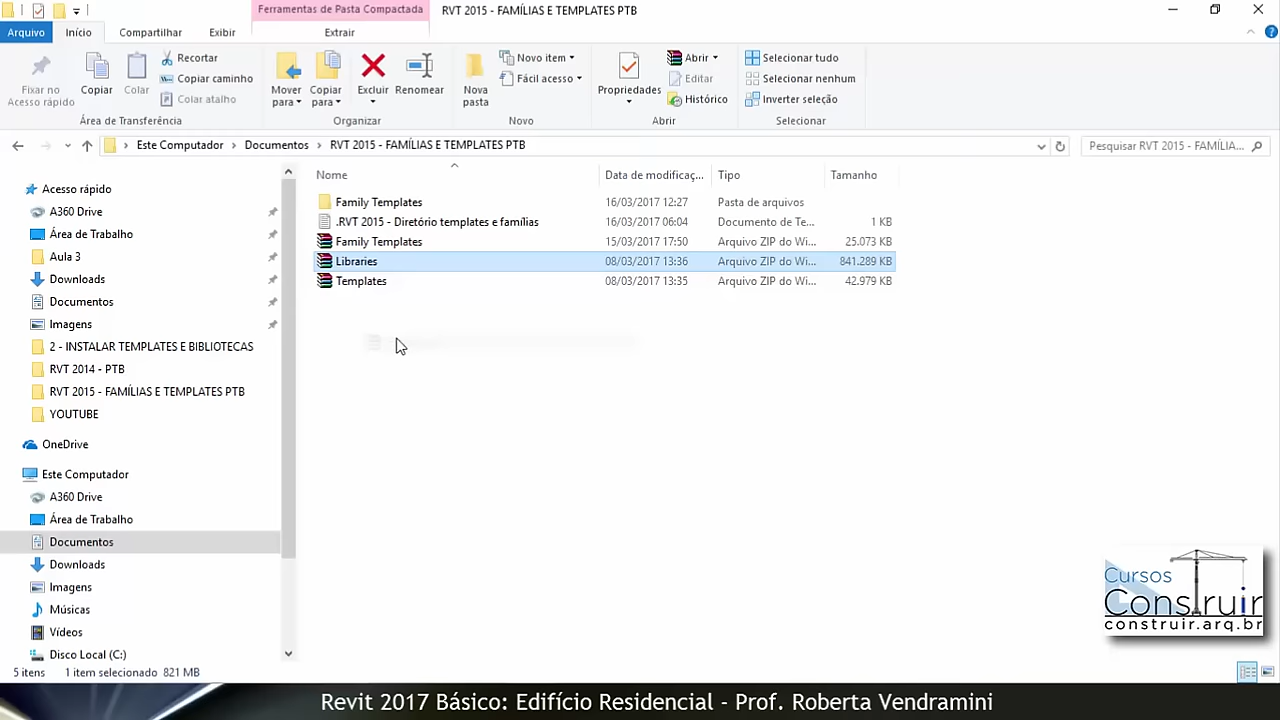 Ferramentas de Pasta Compactada
RVT 2015 - FAMÍLIAS E TEMPLATES PTB
Arquivo
Início
Compartilhar
Exibir
Extrair
Fixar no
Acesso rápido
Copiar
Colar
Recortar
Copiar caminho
Colar atalho
Área de Transferência
Mover
para
Copiar
para
Excluir
Renomear
Organizar
Nova
pasta
Novo item
Fácil acesso
Novo
Propriedades
Abrir
Editar
Histórico
Abrir
Selecionar tudo
Selecionar nenhum
Inverter seleção
Selecionar
Este Computador
Documentos
RVT 2015 - FAMÍLIAS E TEMPLATES PTB
Pesquisar RVT 2015 - FAMÍLIA...
Acesso rápido
A360 Drive
Área de Trabalho
Aula 3
Downloads
Documentos
Imagens
2 - INSTALAR TEMPLATES E BIBLIOTECAS
RVT 2014 - PTB
RVT 2015 - FAMÍLIAS E TEMPLATES PTB
YOUTUBE
OneDrive
Este Computador
A360 Drive
Área de Trabalho
Documentos
Downloads
Imagens
Músicas
Vídeos
Disco Local (C:)
Nome Data de modificaç... Tipo Tamanho
Family Templates 16/03/2017 12:27 Pasta de arquivos
.RVT 2015 - Diretório templates e famílias 16/03/2017 06:04 Documento de Te... 1 KB
Family Templates 15/03/2017 17:50 Arquivo ZIP do Wi... 25.073 KB
Libraries 08/03/2017 13:36 Arquivo ZIP do Wi... 841.289 KB
Templates 08/03/2017 13:35 Arquivo ZIP do Wi... 42.979 KB
Cursos
Construir
construir.arq.br
5 itens 1 item selecionado 821 MB
Revit 2017 Básico: Edifício Residencial - Prof. Roberta Vendramini